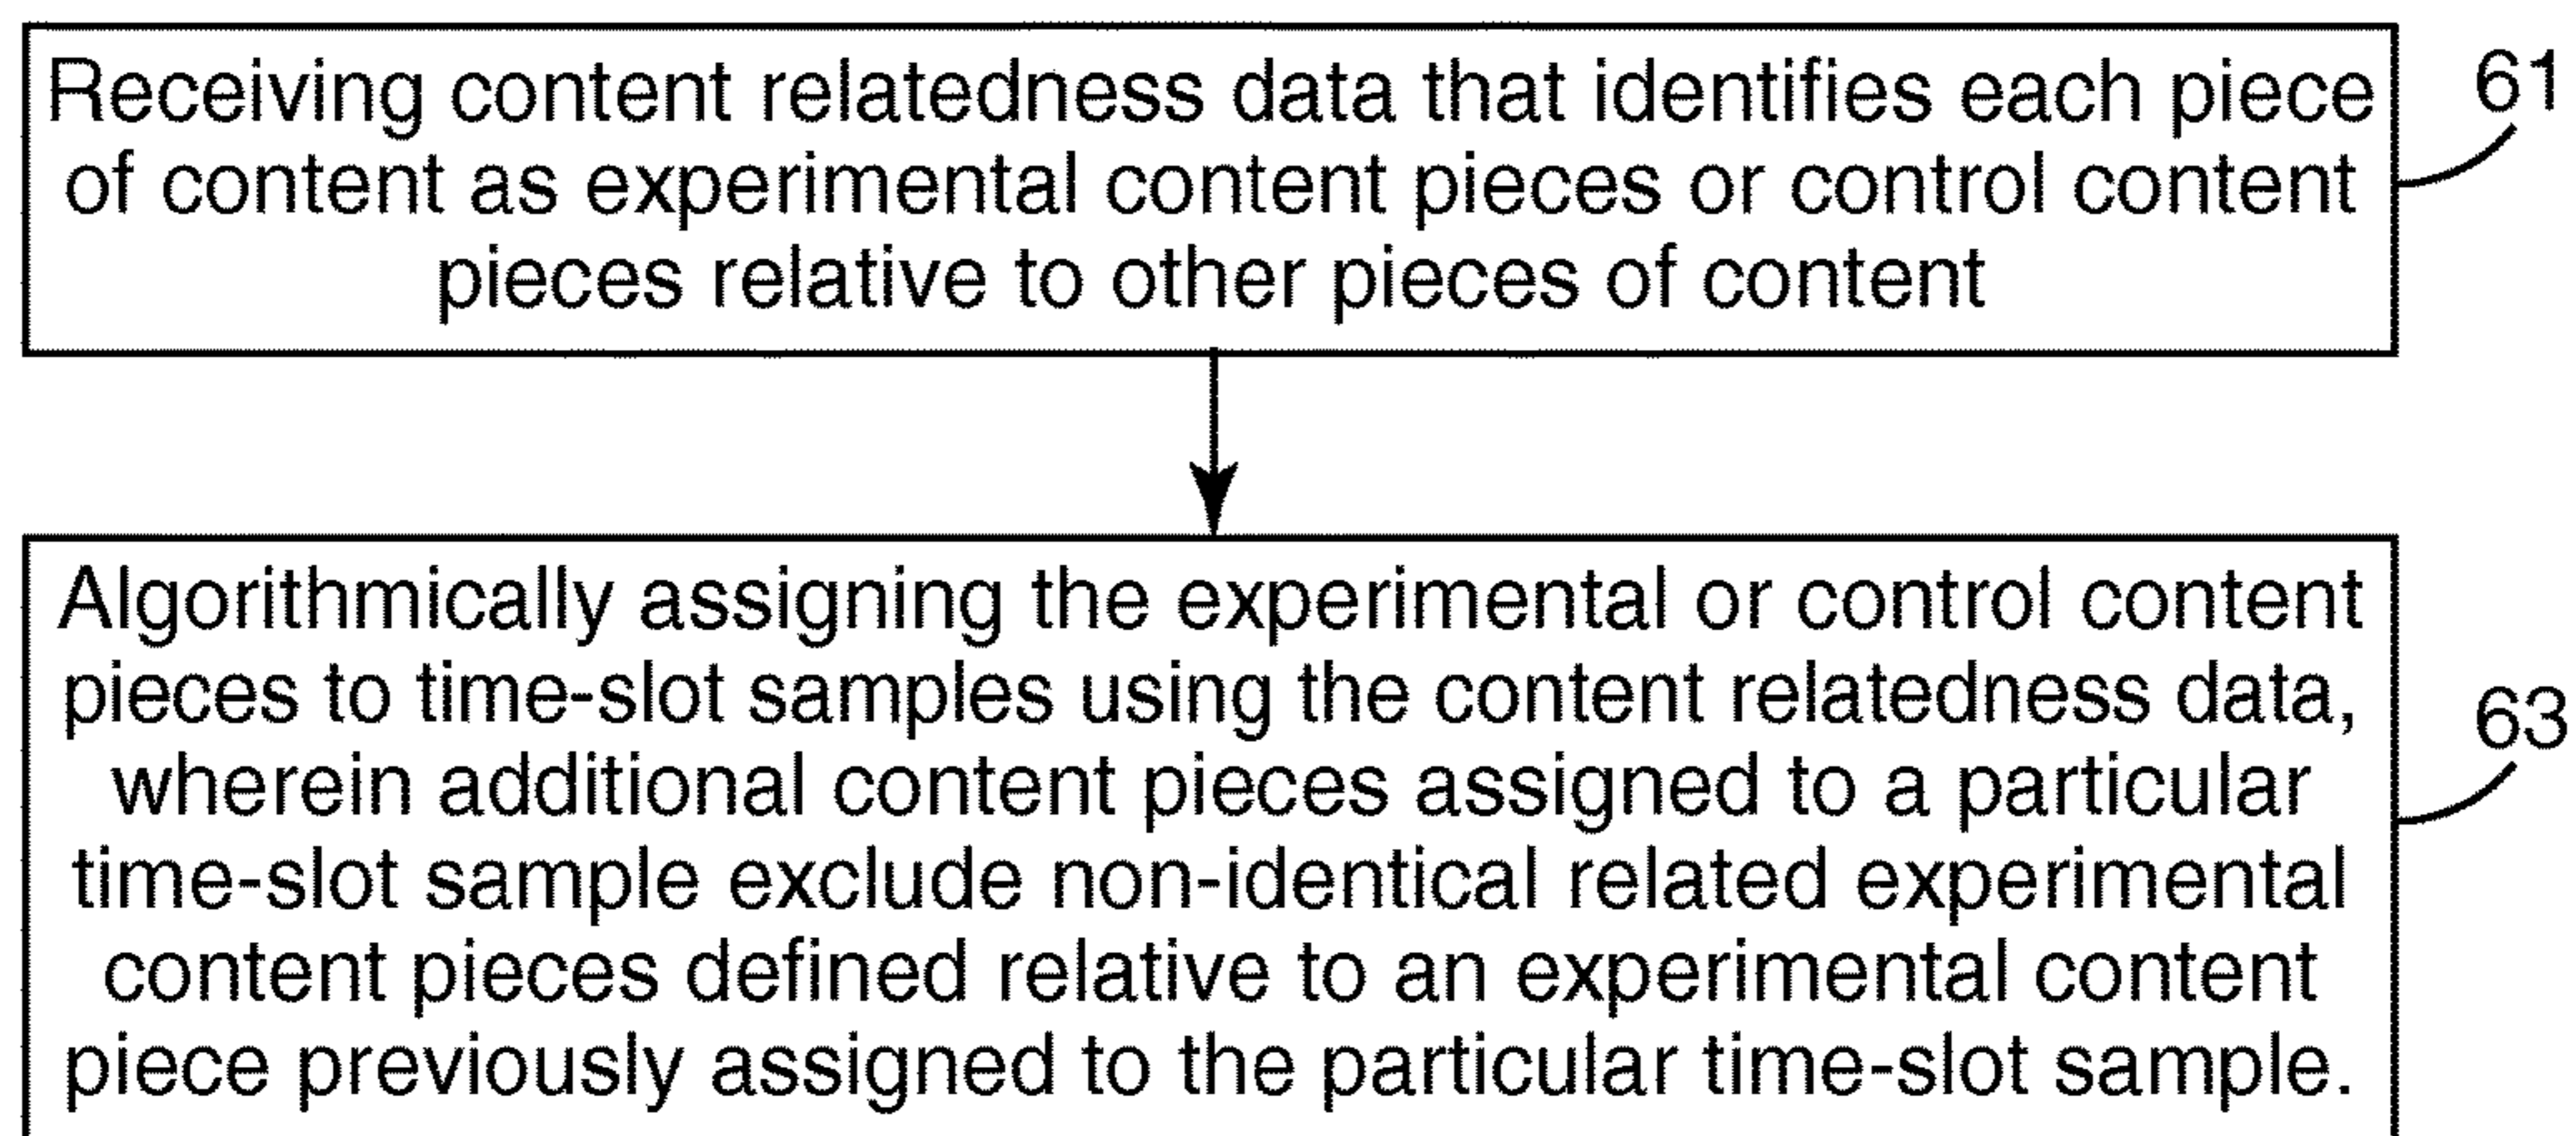 Receiving content relatedness data that identifies each piece
of content as experimental content pieces or control content
pieces relative to other pieces of content
61
Algorithmically assigning the experimental or control content
pieces to time-slot samples using the content relatedness data,
wherein additional content pieces assigned to a particular
time-slot sample exclude non-identical related experimental
content pieces defined relative to an experimental content
piece previously assigned to the particular time-slot sample.
63